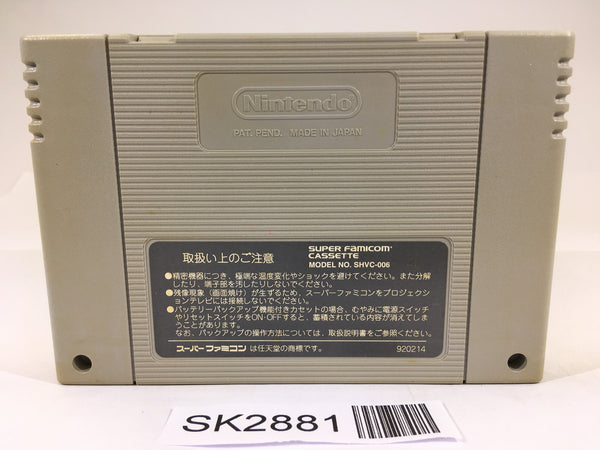 Nintendo
PAT. PEND. MADE IN JAPAN
取扱い上のご注意
SUPER FAMICOM
CASSETTE
MODEL NO. SHVC-006
●精密機器につき、極端な温度変化やショックを避けてください。また分解
したり、端子部を汚したりしないでください。
●残像現象（画面焼け）が生ずるため、スーパーファミコンをプロジェクシ
ョンテレビには接続しないでください。
●バッテリーバックアップ機能付きカセットの場合、むやみに電源スイッチ
やリセットスイッチをON・OFFすると、蓄積されている内容が消えてしま
うことがあります。
なお、バックアップの操作方法については、取扱説明書をご参照ください。
スーパーファミコンは任天堂の商標です。
920214
SK2881